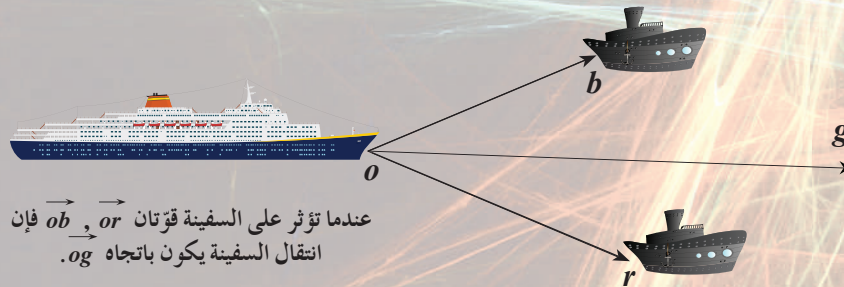 b
g
o
عندما تؤثر على السفينة قوّتان or , ob فإن
انتقال السفينة يكون باتجاه og.
r